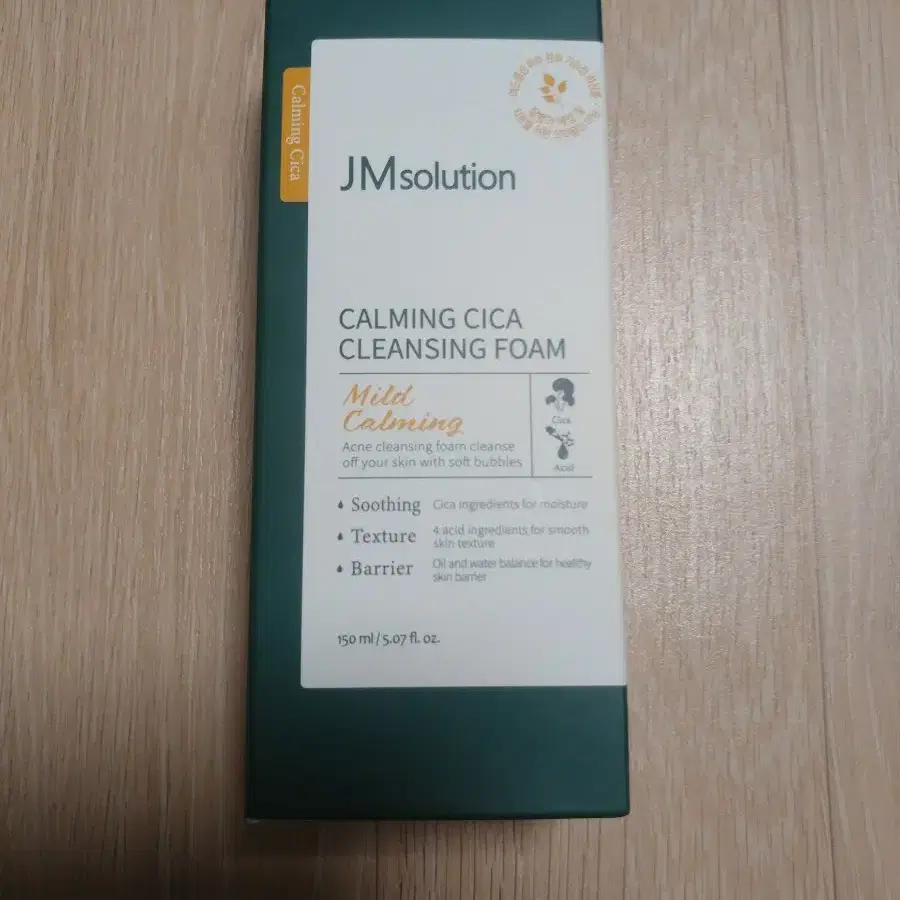 Calming Cica
JMsolution
CALMING CICA
CLEANSING FOAM
Mild
Calming
Acne cleansing foam cleanse
off your skin with soft bubbles
Cica
Acid
Soothing Cica ingredients for moisture
Texture 4 acid ingredients for smooth
skin texture
Barrier Oil and water balance for healthy
skin barrier
150 ml / 5.07 fl. oz.